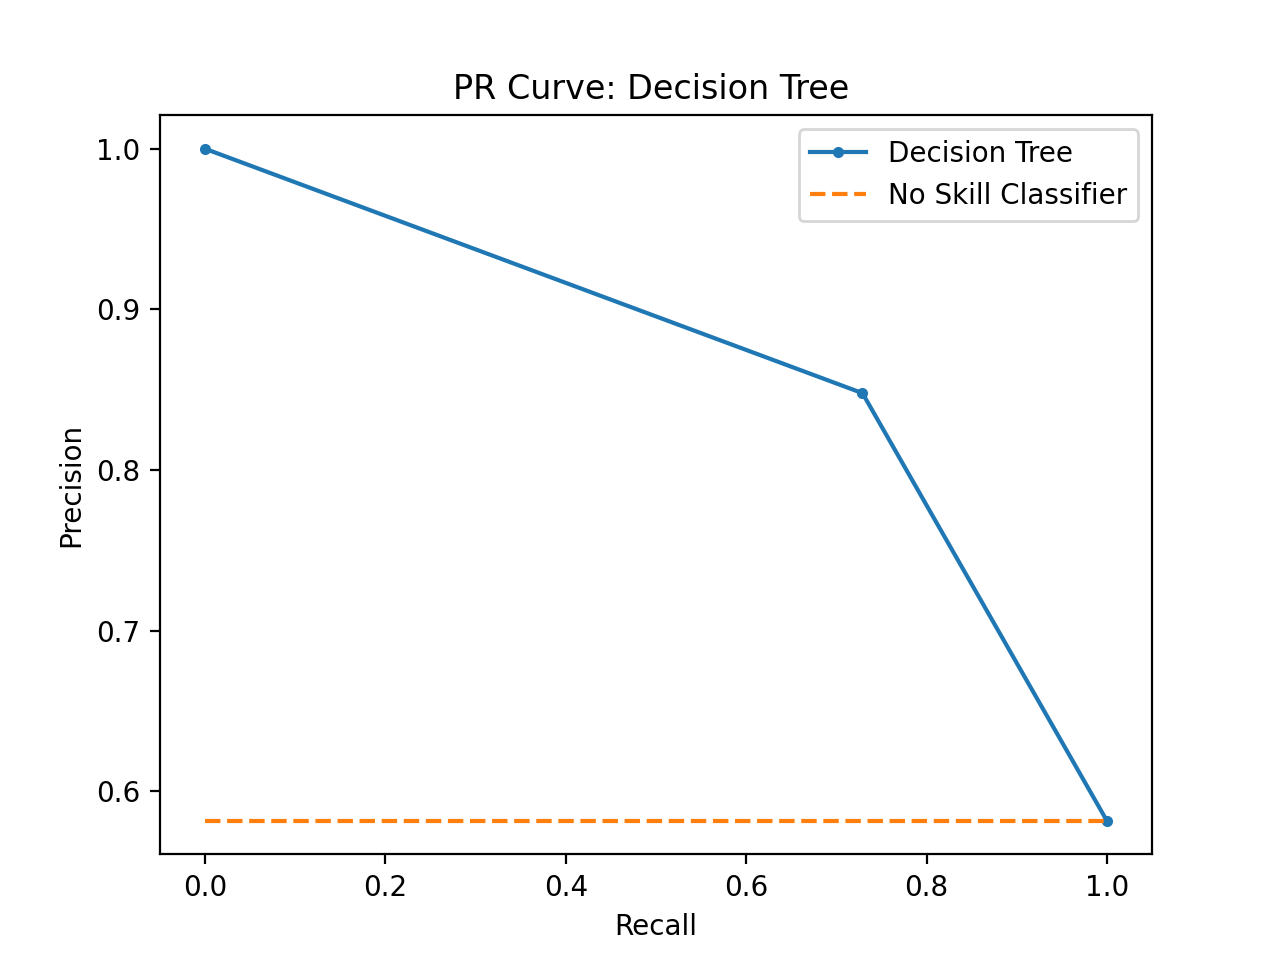 PR Curve: Decision Tree
Decision Tree
No Skill Classifier
1.0
0.9
0.8
0.7
0.6
Precision
0.0 0.2 0.4 0.6 0.8 1.0
Recall